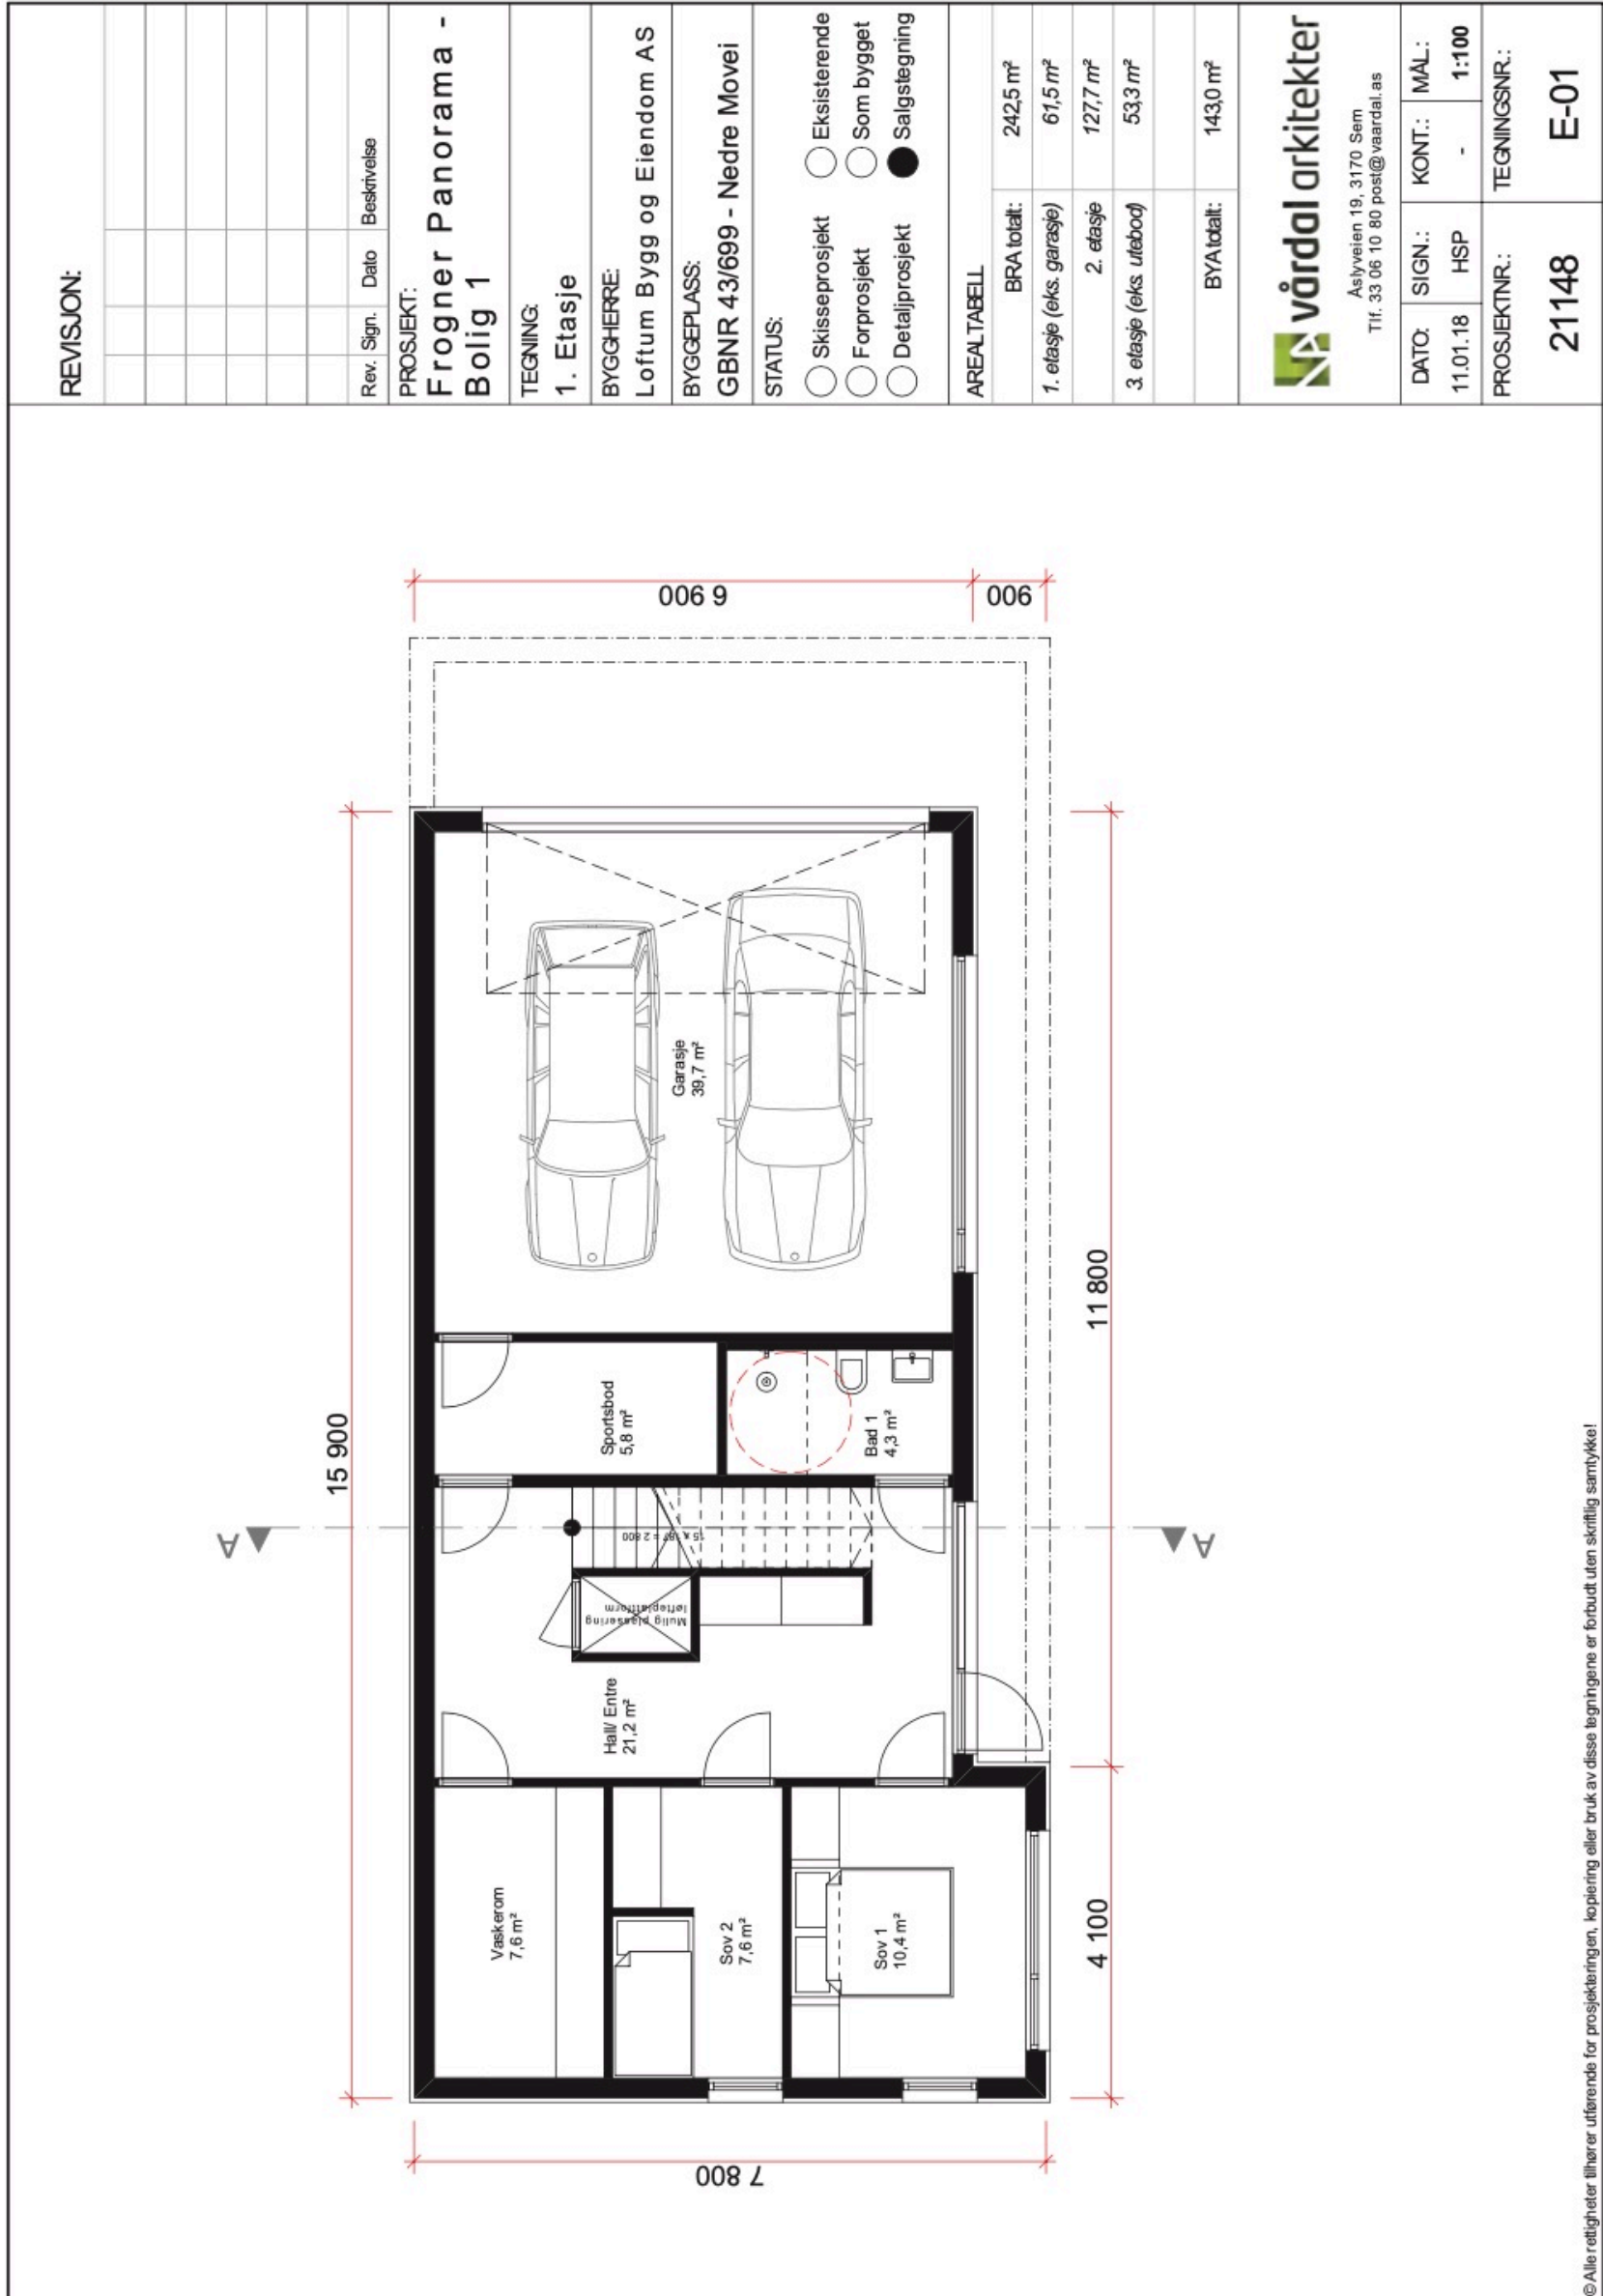 REVISJON:
Rev. Sign. Dato Beskrivelse
PROSJEKT:
Frogner Panorama -
Bolig 1
TEGNING:
1. Etasje
BYGGHERRE:
Loftum Bygg og Eiendom AS
BYGGEPLASS:
GBNR 43/699 - Nedre Movei
STATUS:
Skisseprosjekt Eksisterende
Forprosjekt Som bygget
Detaljprosjekt Salgstegning
AREALTABELL
BRA totalt: 242,5 m²
1. etasje (eks. garasje) 61,5 m²
2. etasje 127,7 m²
3. etasje (eks. utebod) 53,3 m²
BYA totalt: 143,0 m²
vårdal arkitekter
Åslyveien 19, 3170 Sem
Tlf. 33 06 10 80 post@vaardal.as
DATO: SIGN.: KONT.: MÅL.:
11.01.18 HSP - 1:100
PROSJEKTNR.: TEGNINGSNR.:
21148 E-01
15 900
A
7 800
6 900
900
Vaskerom
7,6 m²
Sov 2
7,6 m²
Sov 1
10,4 m²
Hall/ Entre
21,2 m²
Mulig plassering
løfteplattform
15 x 187 = 2 800
Sportsbod
5,8 m²
Bad 1
4,3 m²
Garasje
39,7 m²
4 100
11 800
A
© Alle rettigheter tilhører utførende for prosjekteringen, kopiering eller bruk av disse tegningene er forbudt uten skriftlig samtykke!